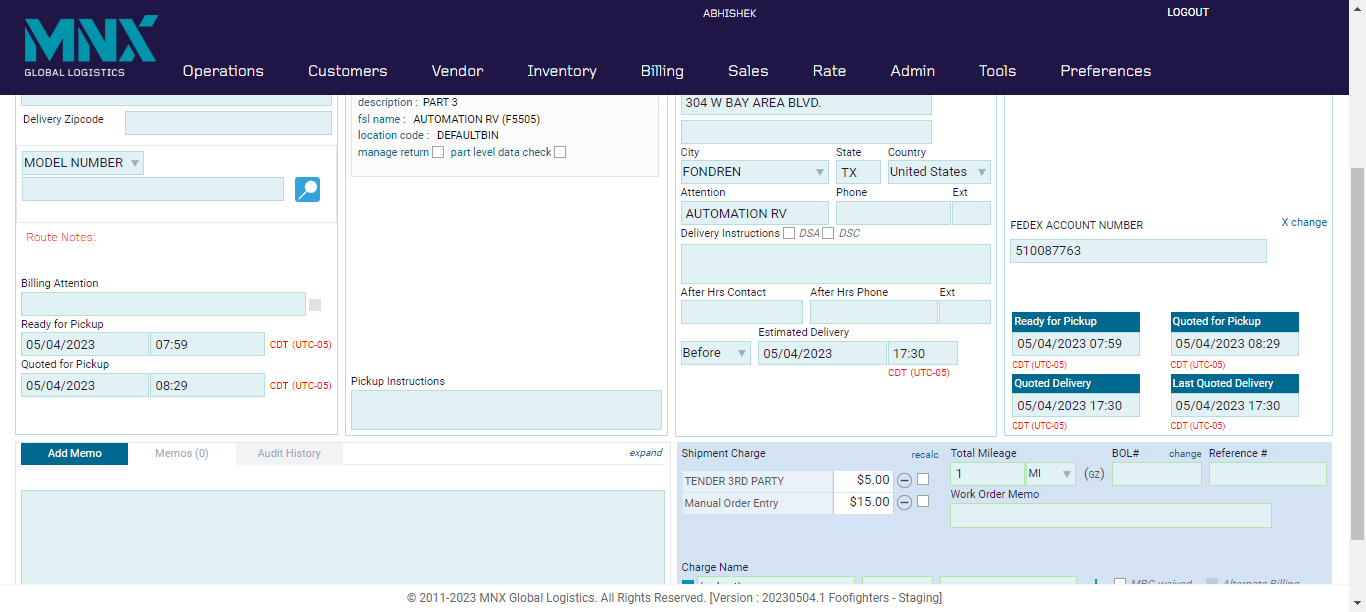 ABHISHEK
LOGOUT
MNX
GLOBAL LOGISTICS
Operations Customers Vendor Inventory Billing Sales Rate Admin Tools Preferences
Delivery Zipcode
MODEL NUMBER
Route Notes:
Billing Attention
Ready for Pickup
05/04/2023 07:59 CDT (UTC-05)
Quoted for Pickup
05/04/2023 08:29 CDT (UTC-05)
description : PART 3
fsl name : AUTOMATION RV (F5505)
location code : DEFAULTBIN
manage return part level data check
Pickup Instructions
304 W BAY AREA BLVD.
City State Country
FONDREN TX United States
Attention Phone Ext
AUTOMATION RV
Delivery Instructions DSA DSC
After Hrs Contact After Hrs Phone Ext
Estimated Delivery
Before 05/04/2023 17:30
CDT (UTC-05)
X change
FEDEX ACCOUNT NUMBER
510087763
Ready for Pickup Quoted for Pickup
05/04/2023 07:59 05/04/2023 08:29
CDT (UTC-05) CDT (UTC-05)
Quoted Delivery Last Quoted Delivery
05/04/2023 17:30 05/04/2023 17:30
CDT (UTC-05) CDT (UTC-05)
Add Memo Memos (0) Audit History expand
Shipment Charge recalc
TENDER 3RD PARTY $5.00
Manual Order Entry $15.00
Total Mileage BOL# change Reference #
1 MI (GZ)
Work Order Memo
Charge Name
MBG waived Alternate Billing
© 2011-2023 MNX Global Logistics. All Rights Reserved. [Version : 20230504.1 Foofighters - Staging]